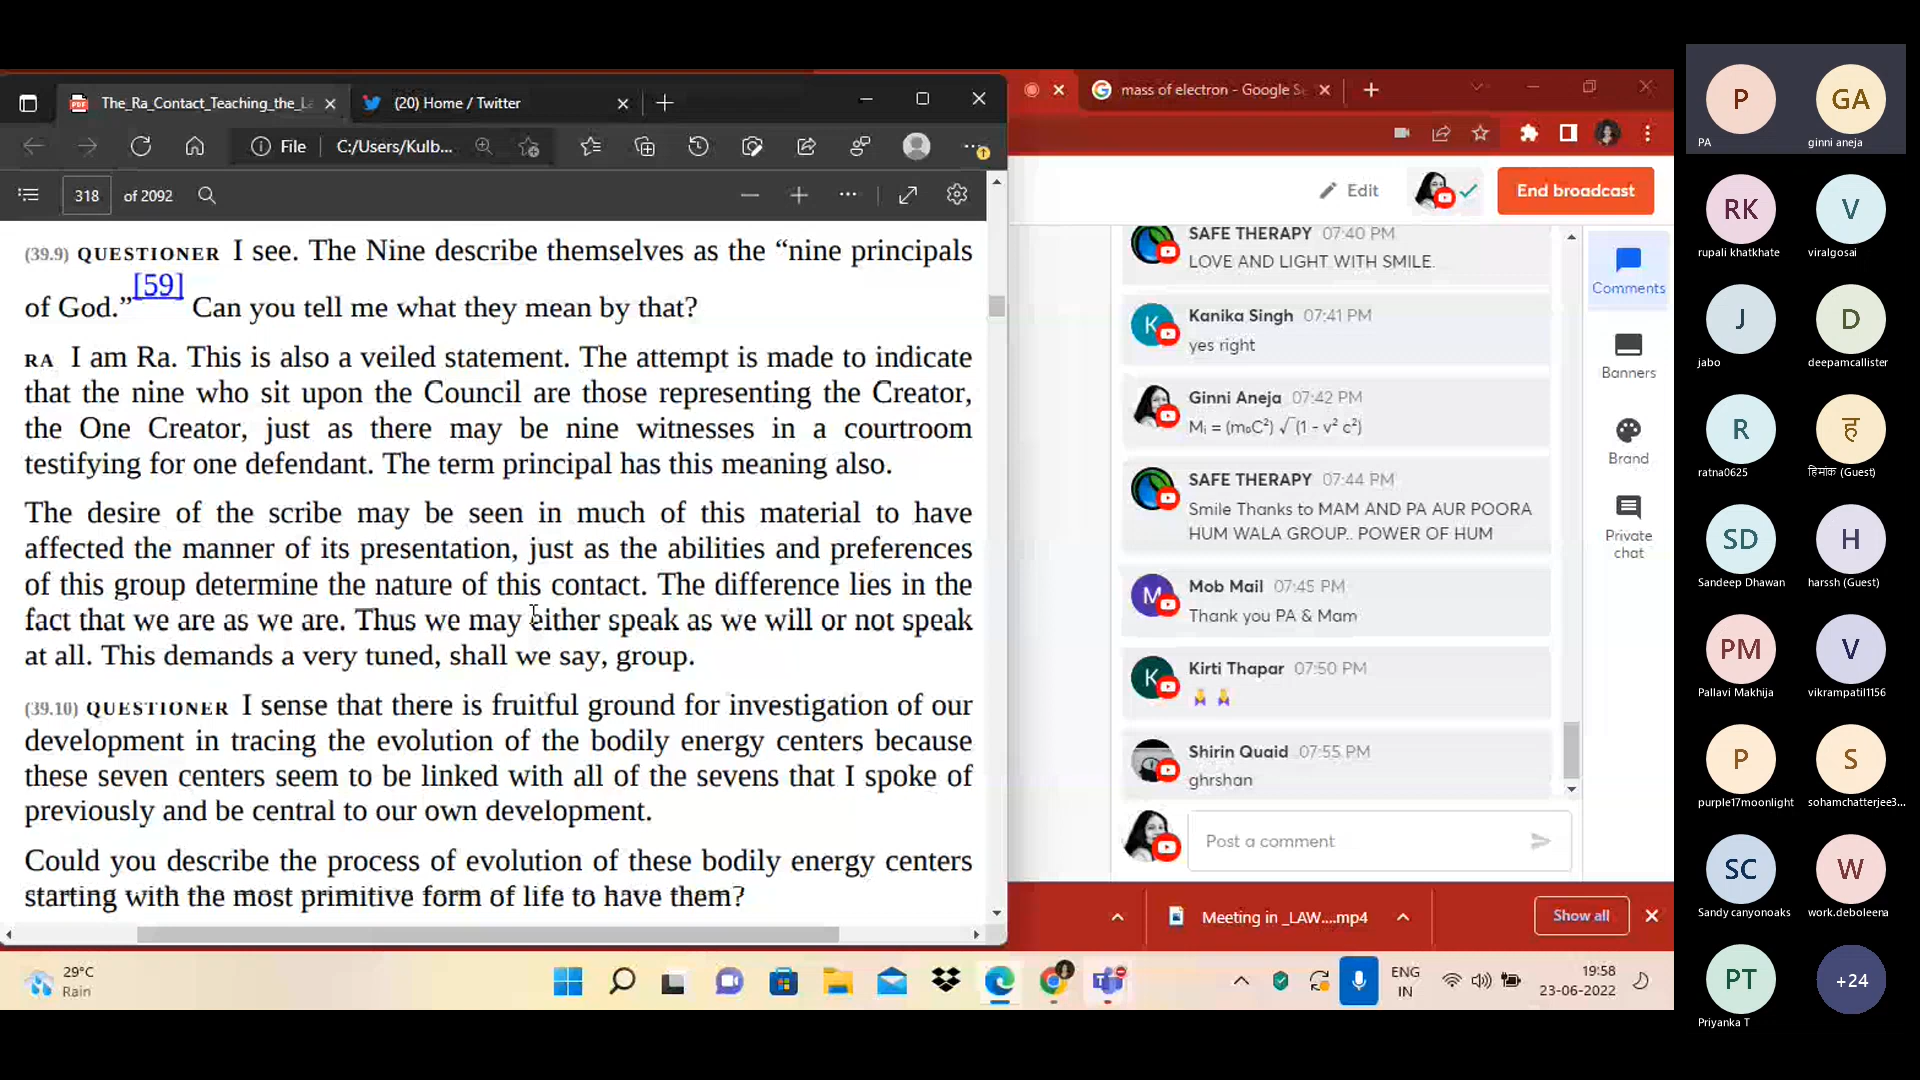 The_Ra_Contact_Teaching_the_La
(20) Home / Twitter
File
C:/Users/Kulb...
318
of 2092
(39.9) QUESTIONER I see. The Nine describe themselves as the “nine principals
of God.”[59] Can you tell me what they mean by that?
RA I am Ra. This is also a veiled statement. The attempt is made to indicate
that the nine who sit upon the Council are those representing the Creator,
the One Creator, just as there may be nine witnesses in a courtroom
testifying for one defendant. The term principal has this meaning also.
The desire of the scribe may be seen in much of this material to have
affected the manner of its presentation, just as the abilities and preferences
of this group determine the nature of this contact. The difference lies in the
fact that we are as we are. Thus we may either speak as we will or not speak
at all. This demands a very tuned, shall we say, group.
(39.10) QUESTIONER I sense that there is fruitful ground for investigation of our
development in tracing the evolution of the bodily energy centers because
these seven centers seem to be linked with all of the sevens that I spoke of
previously and be central to our own development.
Could you describe the process of evolution of these bodily energy centers
starting with the most primitive form of life to have them?
mass of electron - Google Se
Edit
End broadcast
SAFE THERAPY 07:40 PM
LOVE AND LIGHT WITH SMILE.
Kanika Singh 07:41 PM
yes right
Ginni Aneja 07:42 PM
Mᵢ = (m₀C²) √(1 - v² c²)
SAFE THERAPY 07:44 PM
Smile Thanks to MAM AND PA AUR POORA
HUM WALA GROUP.. POWER OF HUM
Mob Mail 07:45 PM
Thank you PA & Mam
Kirti Thapar 07:50 PM
Shirin Quaid 07:55 PM
ghrshan
Post a comment
Comments
Banners
Brand
Private
chat
Meeting in _LAW....mp4
Show all
29°C
Rain
ENG
IN
19:58
23-06-2022
P
PA
GA
ginni aneja
RK
rupali khatkhate
V
viralgosai
J
jabo
D
deepamcallister
R
ratna0625
ह
हिमांक (Guest)
SD
Sandeep Dhawan
H
harssh (Guest)
PM
Pallavi Makhija
V
vikrampatil1156
P
purple17moonlight
S
sohamchatterjee3...
SC
Sandy canyonoaks
W
work.deboleena
PT
Priyanka T
+24